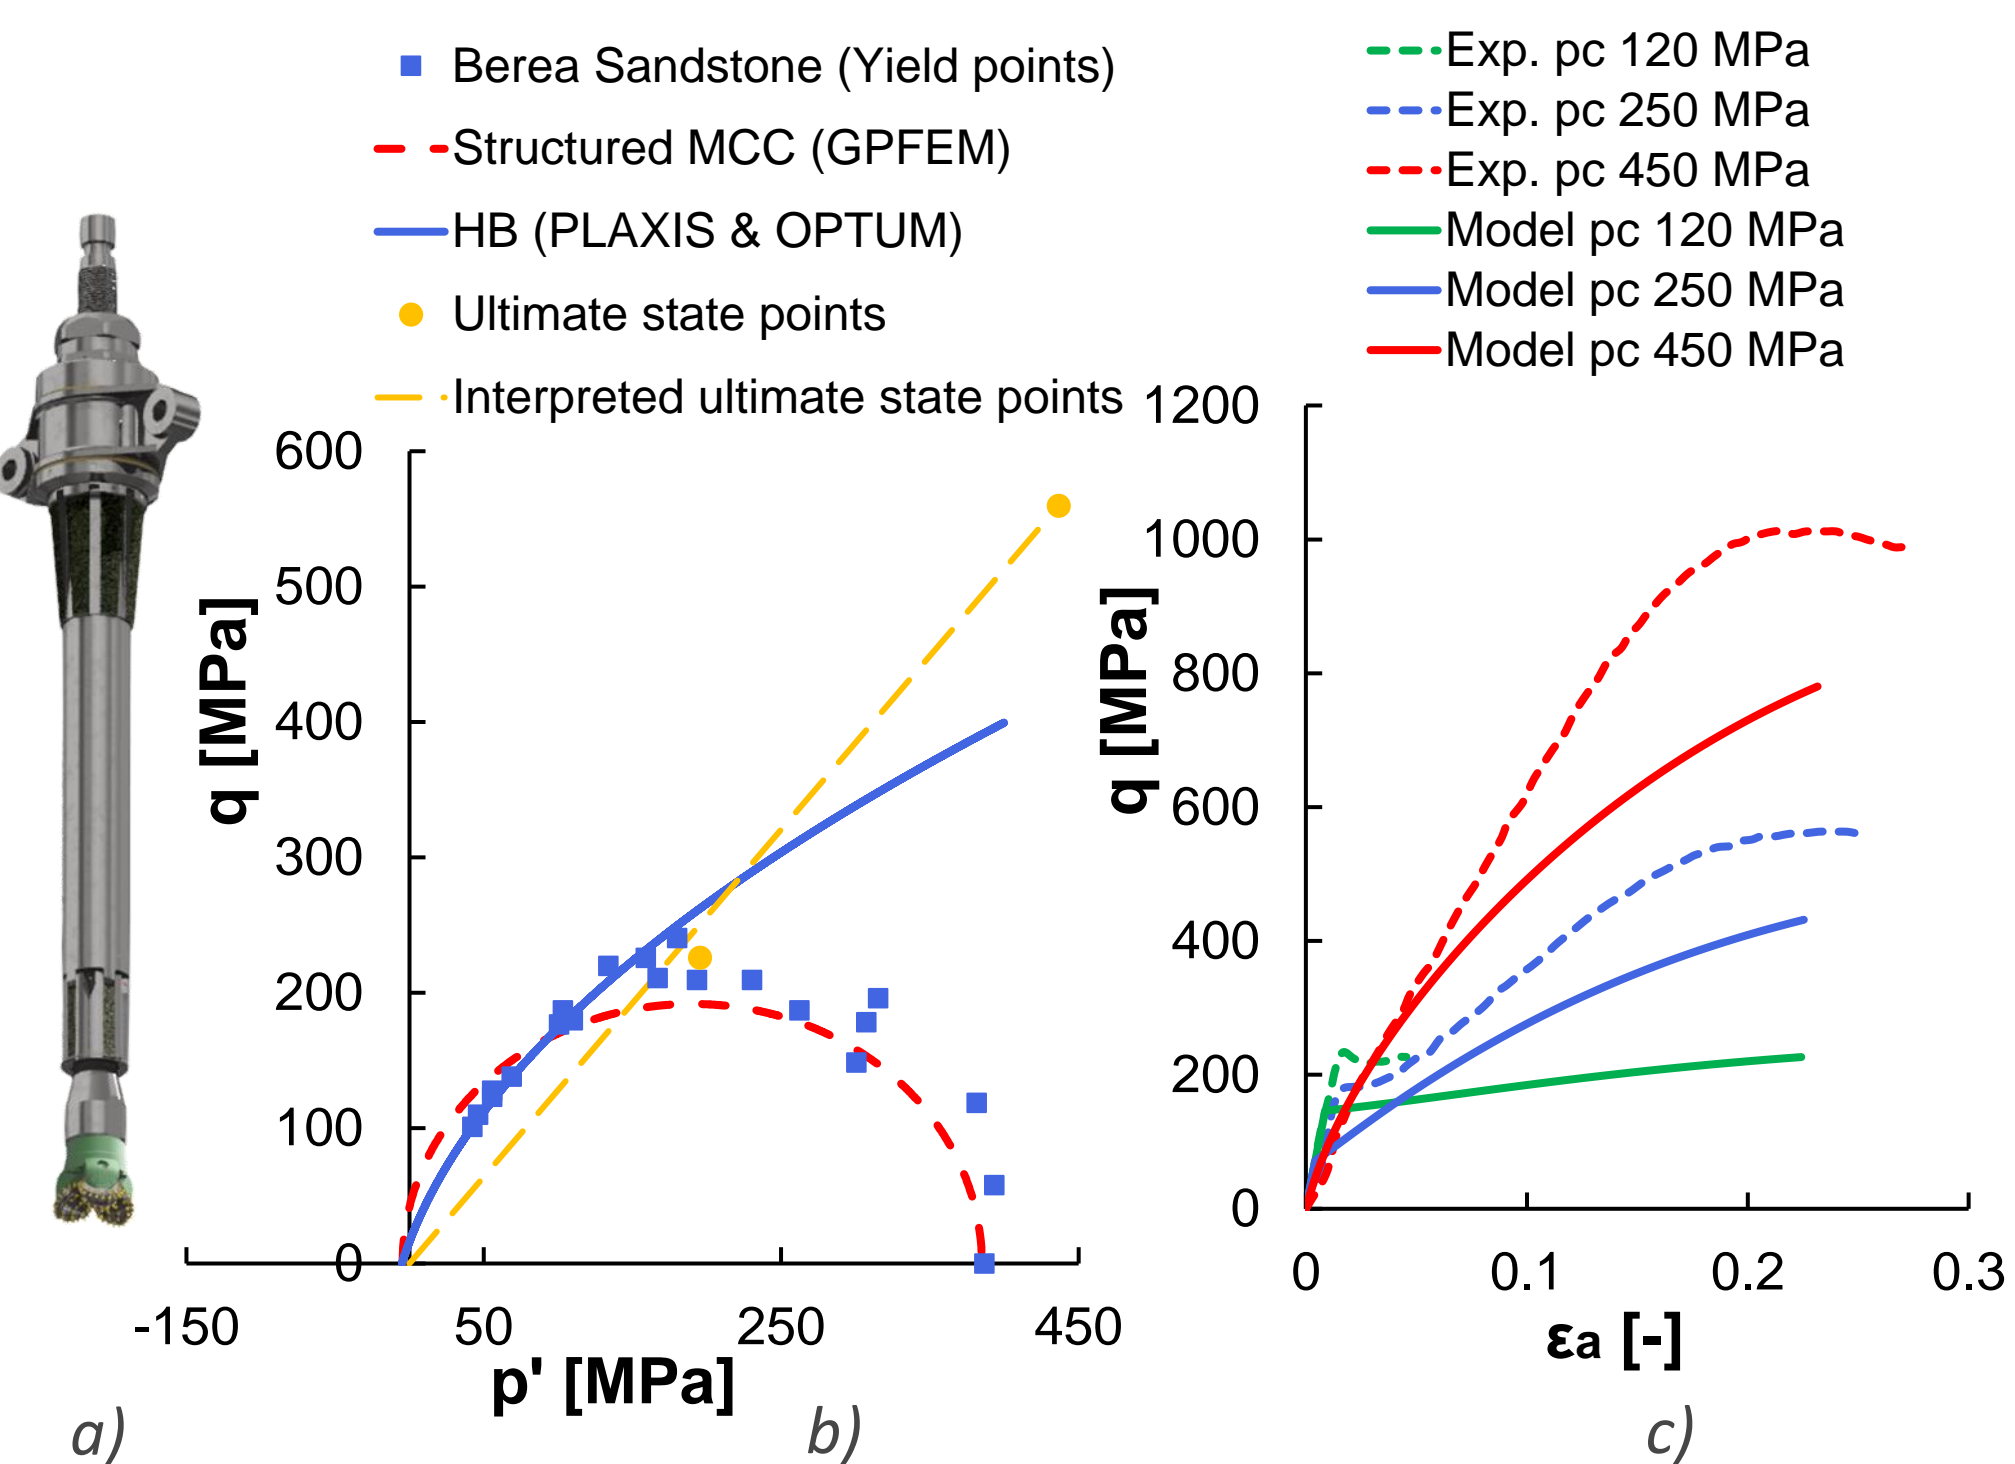 Berea Sandstone (Yield points)
Structured MCC (GPFEM)
HB (PLAXIS & OPTUM)
Ultimate state points
Interpreted ultimate state points
600
500
400
300
200
100
0
q [MPa]
-150
50
250
450
p' [MPa]
Exp. pc 120 MPa
Exp. pc 250 MPa
Exp. pc 450 MPa
Model pc 120 MPa
Model pc 250 MPa
Model pc 450 MPa
1200
1000
800
600
400
200
0
q [MPa]
0
0.1
0.2
0.3
εa [-]
a)
b)
c)